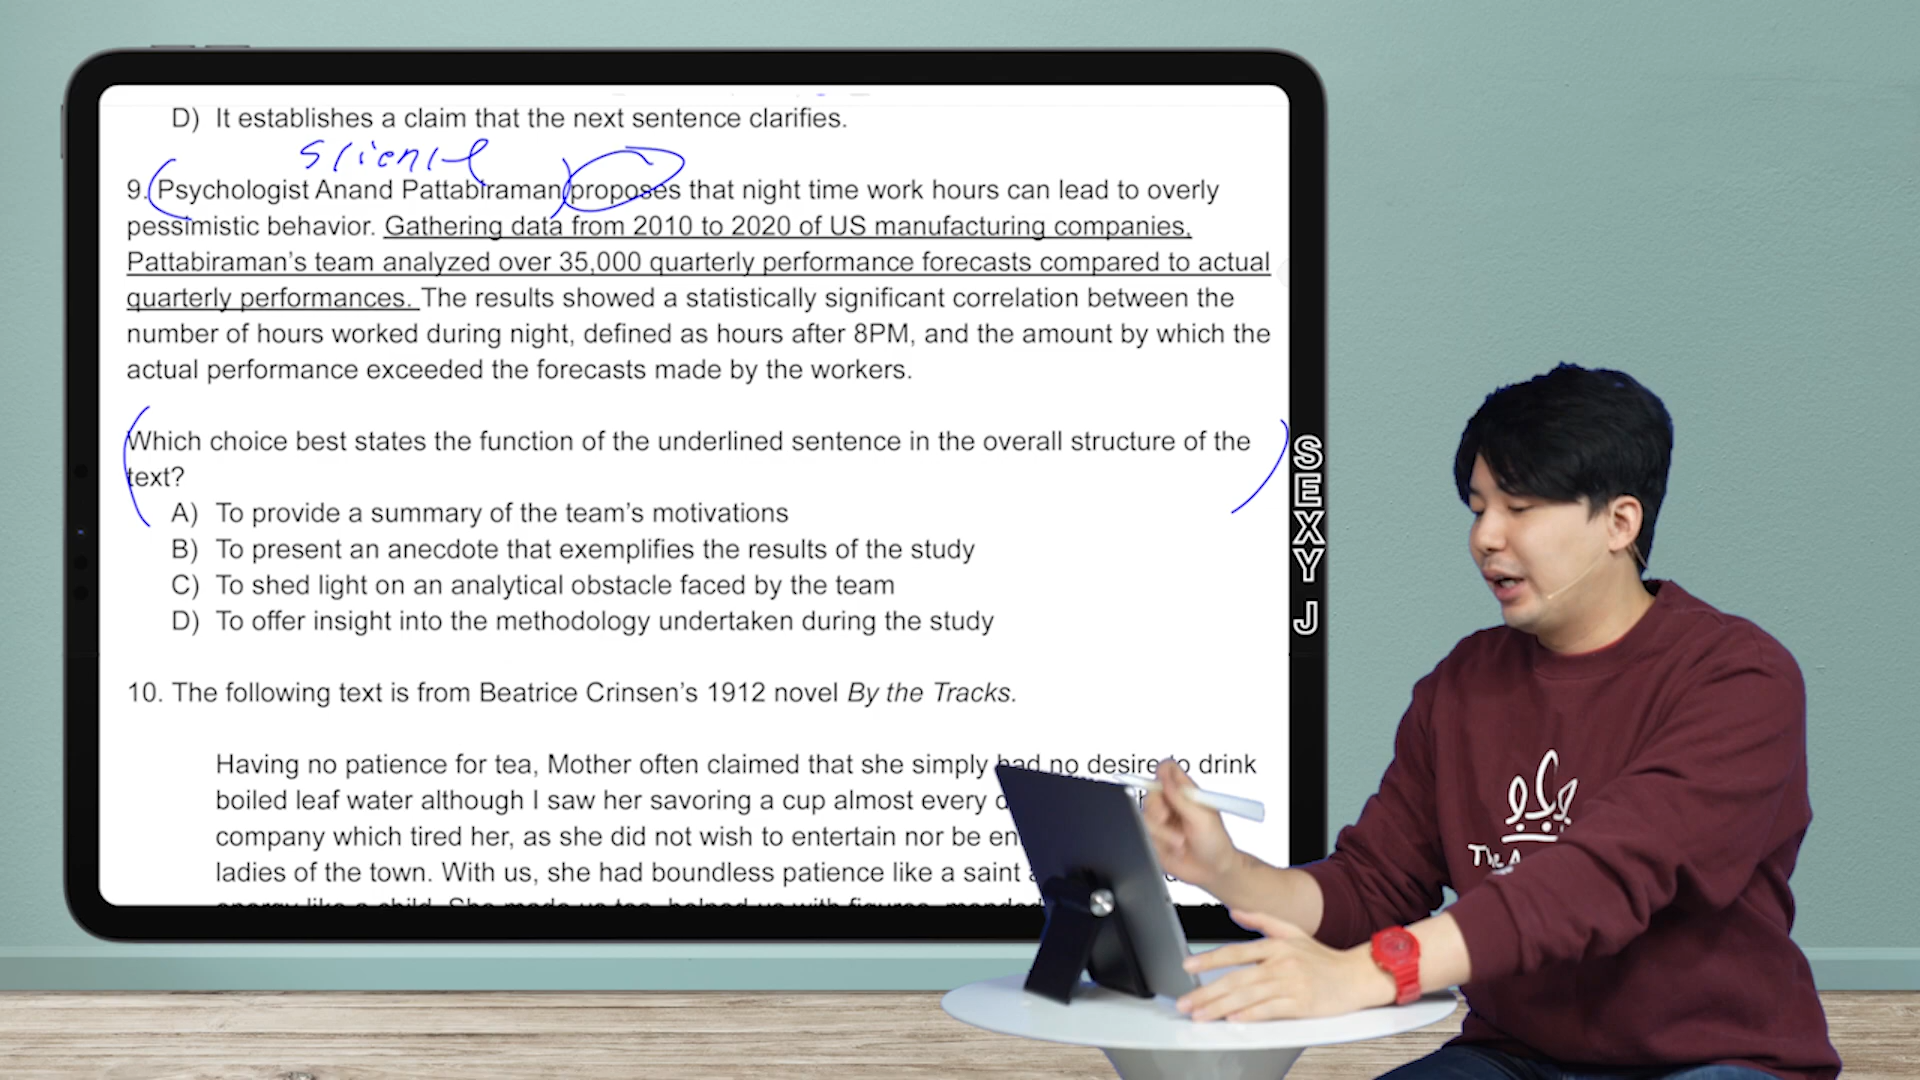 D) It establishes a claim that the next sentence clarifies.
science
9. Psychologist Anand Pattabiraman proposes that night time work hours can lead to overly
pessimistic behavior. Gathering data from 2010 to 2020 of US manufacturing companies,
Pattabiraman's team analyzed over 35,000 quarterly performance forecasts compared to actual
quarterly performances. The results showed a statistically significant correlation between the
number of hours worked during night, defined as hours after 8PM, and the amount by which the
actual performance exceeded the forecasts made by the workers.
Which choice best states the function of the underlined sentence in the overall structure of the
text?
A) To provide a summary of the team's motivations
B) To present an anecdote that exemplifies the results of the study
C) To shed light on an analytical obstacle faced by the team
D) To offer insight into the methodology undertaken during the study
10. The following text is from Beatrice Crinsen's 1912 novel By the Tracks.
Having no patience for tea, Mother often claimed that she simply had no desire to drink
boiled leaf water although I saw her savoring a cup almost every
company which tired her, as she did not wish to entertain nor be
ladies of the town. With us, she had boundless patience like a saint
SEXY J
The